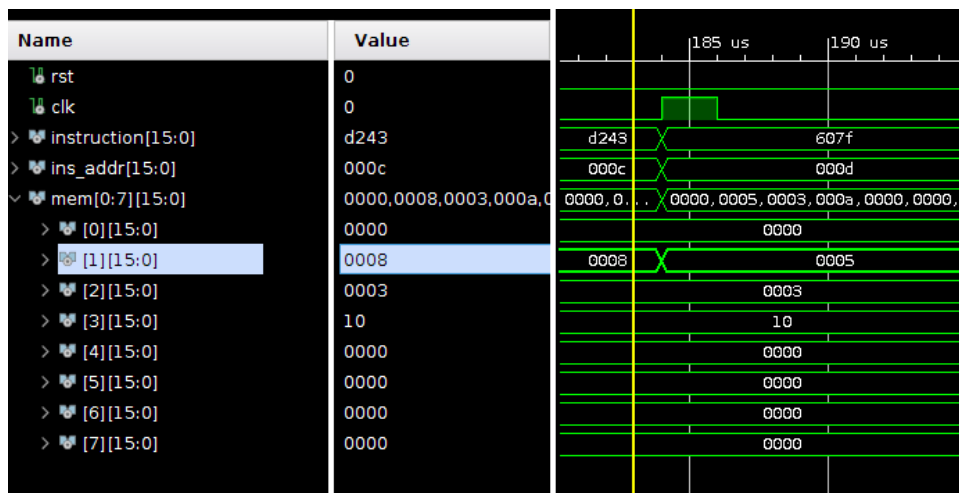 Name Value 185 us 190 us
rst 0
clk 0
instruction[15:0] d243 d243 607f
ins_addr[15:0] 000c 000c 000d
mem[0:7][15:0] 0000,0008,0003,000a,0 0000,0... 0000,0005,0003,000a,0000,0000,
[0][15:0] 0000 0000
[1][15:0] 0008 0008 0005
[2][15:0] 0003 0003
[3][15:0] 10 10
[4][15:0] 0000 0000
[5][15:0] 0000 0000
[6][15:0] 0000 0000
[7][15:0] 0000 0000